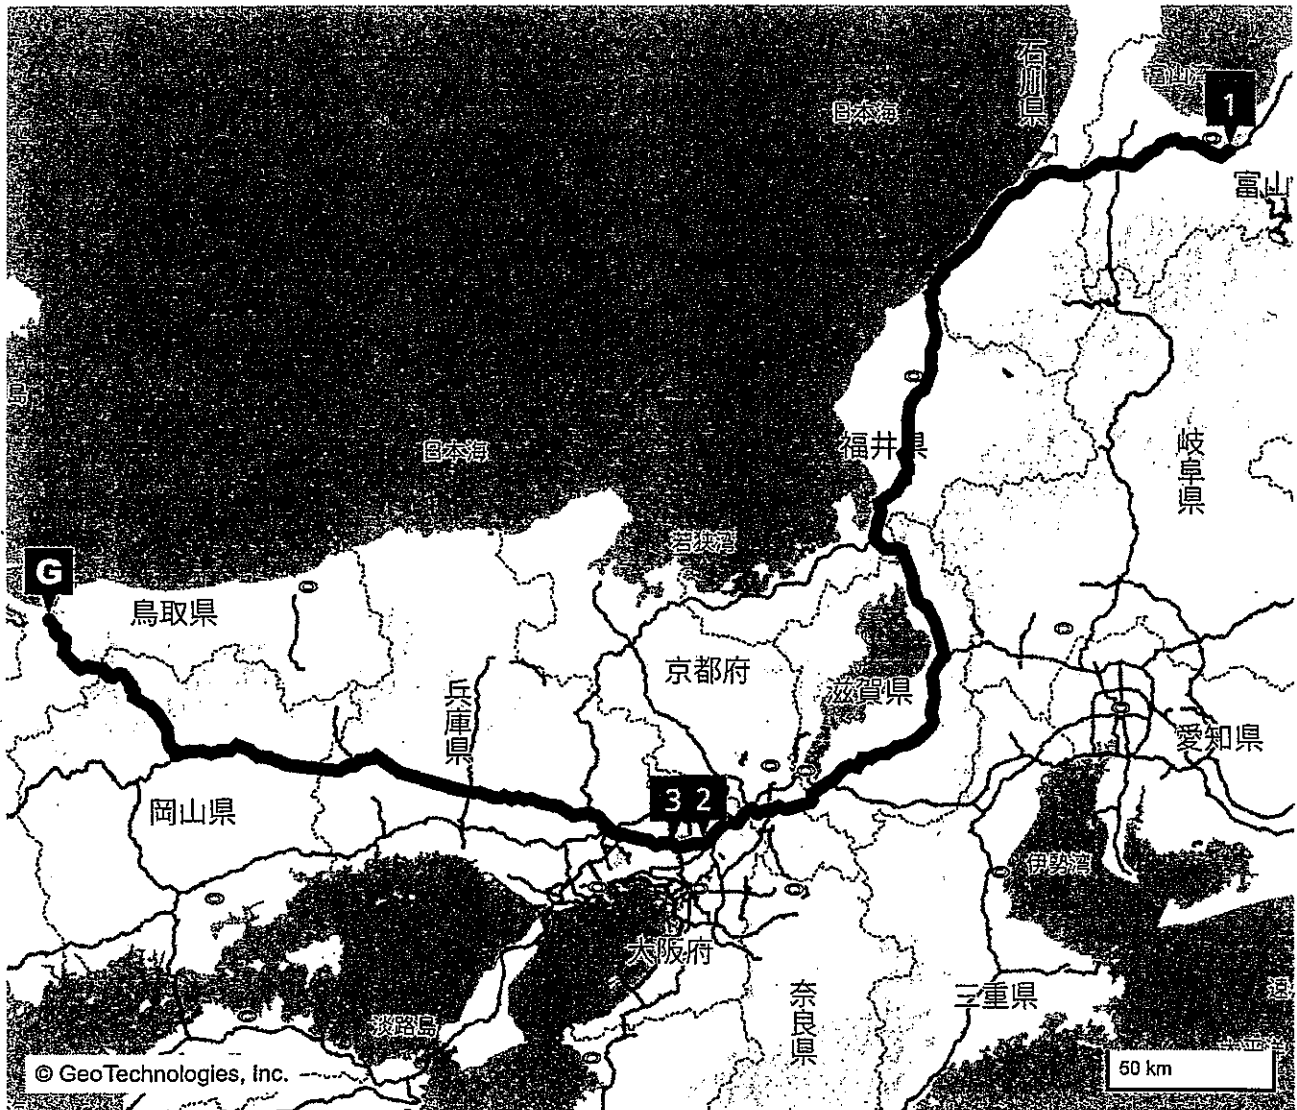 石川県
日本海
富山湾
1
富山
島
福井県
日本海
岐阜県
若狭湾
G
鳥取県
京都府
滋賀県
兵庫県
愛知県
3 2
岡山県
伊勢湾
大阪府
奈良県
三重県
遠
淡路島
© GeoTechnologies, Inc.
50 km